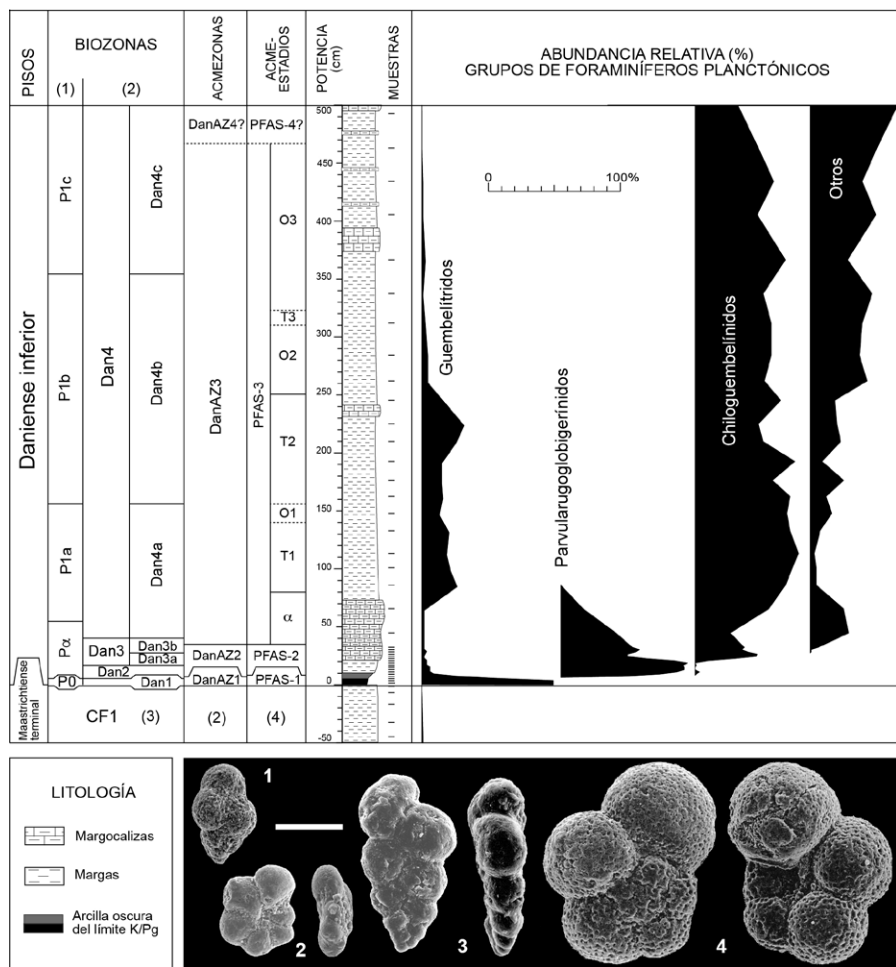 PISOS
BIOZONAS
(1)
(2)
ACMEZONAS
ACME-
ESTADIOS
POTENCIA
(cm)
MUESTRAS
ABUNDANCIA RELATIVA (%)
GRUPOS DE FORAMINÍFEROS PLANCTÓNICOS
Daniense inferior
Maastrichtiense
terminal
P1c
P1b
P1a
Pα
P0
Dan4
Dan3
Dan2
Dan4c
Dan4b
Dan4a
Dan3b
Dan3a
Dan1
CF1
(3)
DanAZ4?
DanAZ3
DanAZ2
DanAZ1
(2)
PFAS-4?
PFAS-3
O3
T3
O2
T2
O1
T1
α
PFAS-2
PFAS-1
(4)
500
450
400
350
300
250
200
150
100
50
0
-50
0
100%
Guembelítridos
Parvularugoglobigerínidos
Chiloguembelínidos
Otros
LITOLOGÍA
Margocalizas
Margas
Arcilla oscura
del límite K/Pg
1
2
3
4